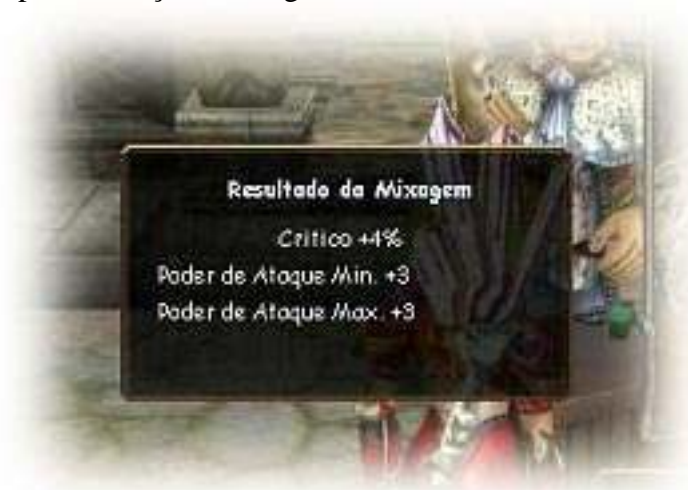 Resultado da Mixagem
Critico +4%
Poder de Ataque Min. +3
Poder de Ataque Max. +3